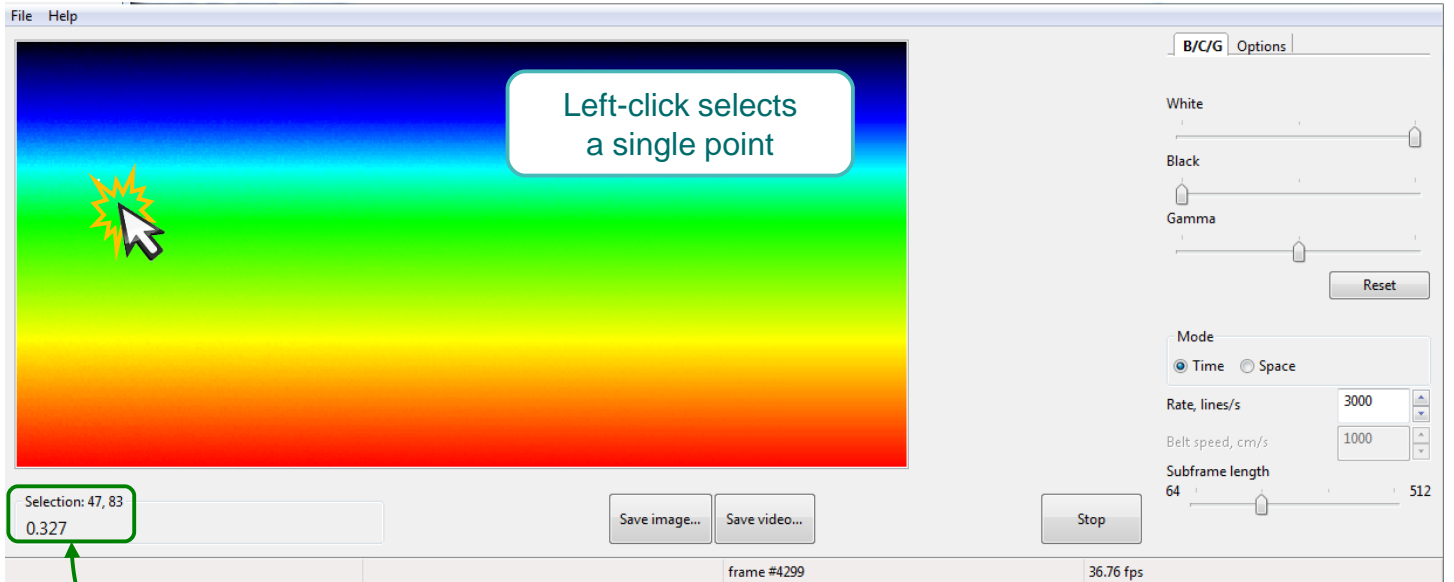 File Help
Left-click selects
a single point
B/C/G Options
White
Black
Gamma
Reset
Mode
Time Space
Rate, lines/s 3000
Belt speed, cm/s 1000
Subframe length
64 512
Selection: 47, 83
0.327
Save image... Save video... Stop
frame #4299 36.76 fps